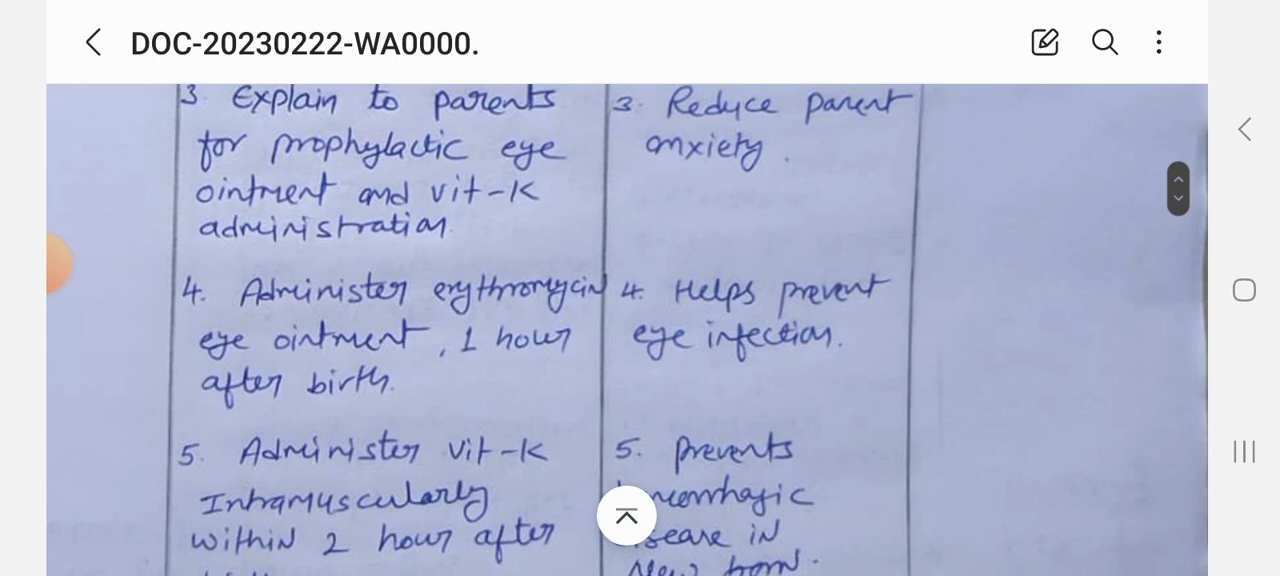 DOC-20230222-WA0000.
3. Explain to parents
for prophylactic eye
ointment and vit-K
administration.
3. Reduce parent
anxiety.
4. Administer erythromycin
eye ointment, 1 hour
after birth.
4. Helps prevent
eye infection.
5. Administer vit-K
Intramuscularly
within 2 hour after
5. Prevents
in
New born.